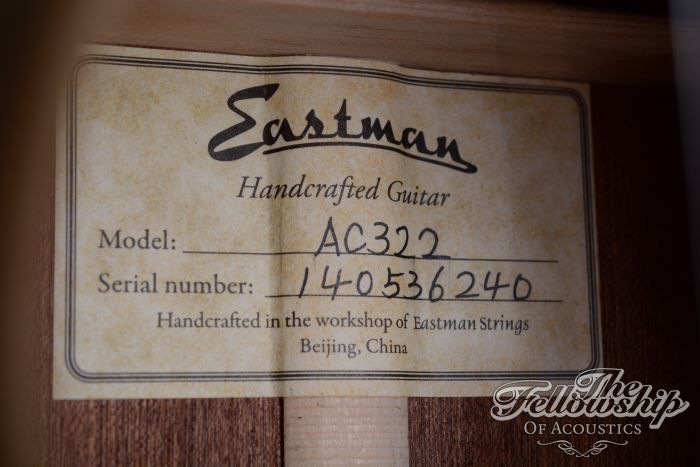 Eastman
Handcrafted Guitar
Model: AC322
Serial number: 140536240
Handcrafted in the workshop of Eastman Strings
Beijing, China
The
Fellowship
Of Acoustics